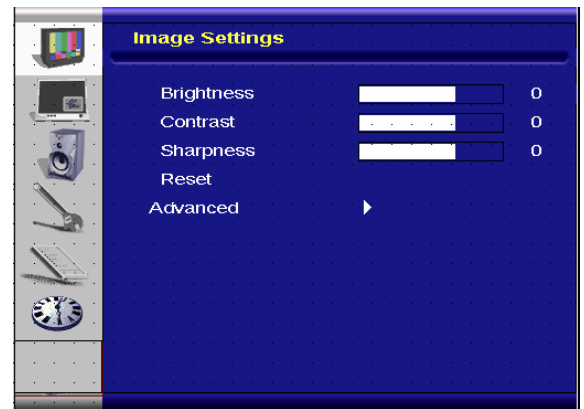 Image Settings
Brightness 0
Contrast 0
Sharpness 0
Reset
Advanced